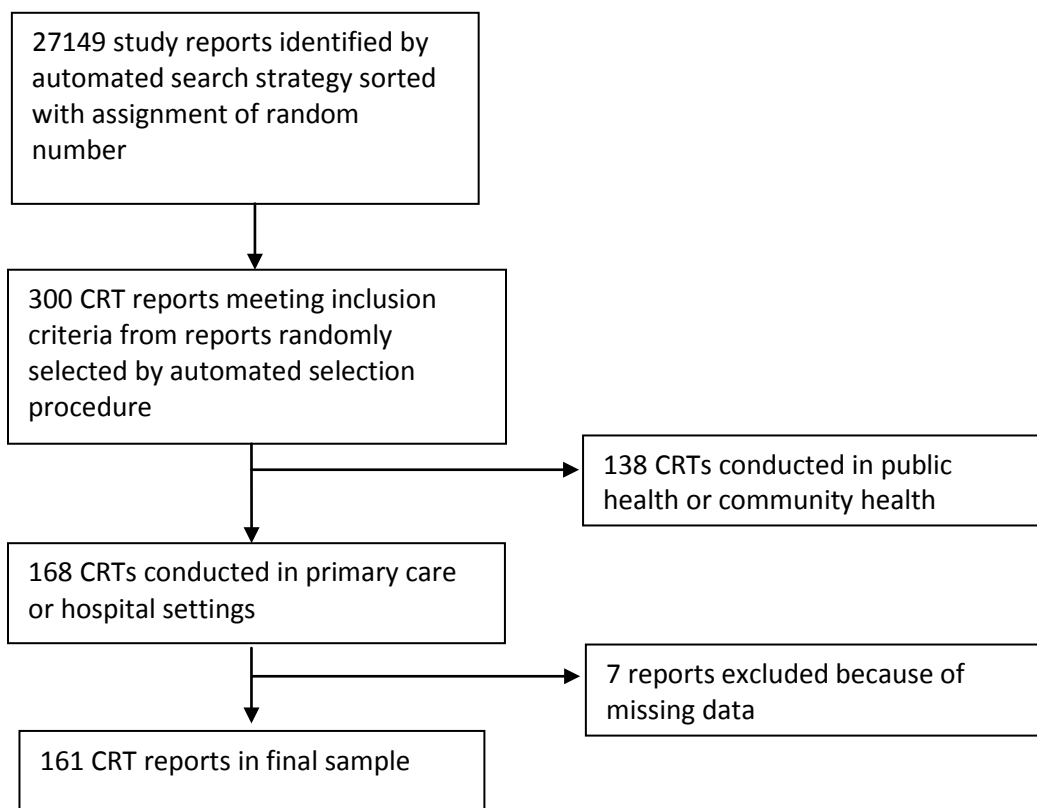 27149 study reports identified by
automated search strategy sorted
with assignment of random
number
300 CRT reports meeting inclusion
criteria from reports randomly
selected by automated selection
procedure
138 CRTs conducted in public
health or community health
168 CRTs conducted in primary care
or hospital settings
7 reports excluded because of
missing data
161 CRT reports in final sample